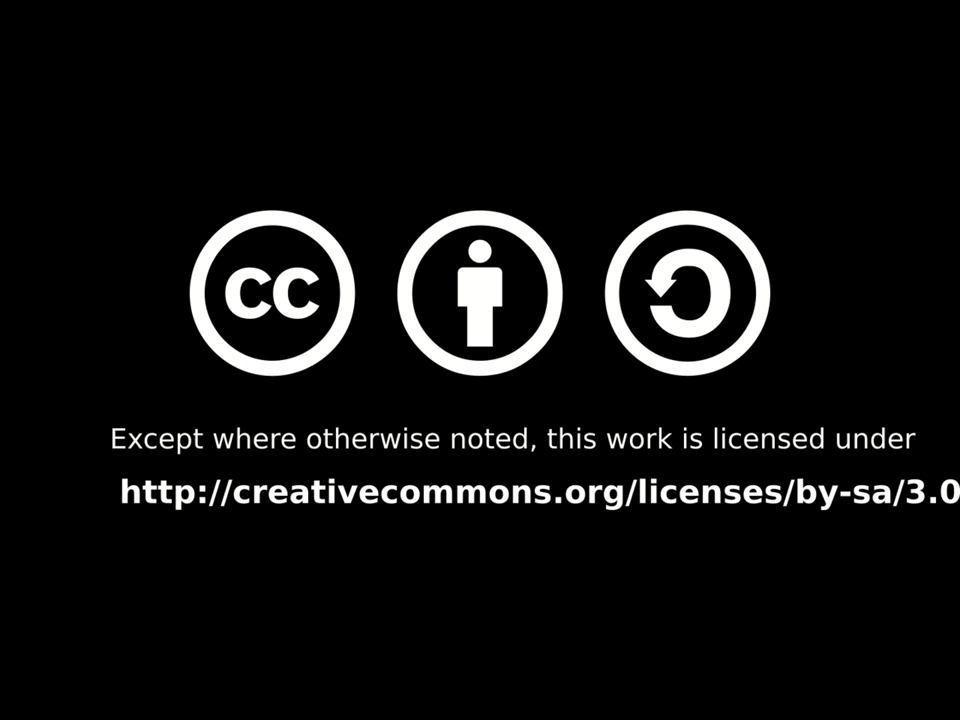 cc
Except where otherwise noted, this work is licensed under
http://creativecommons.org/licenses/by-sa/3.0